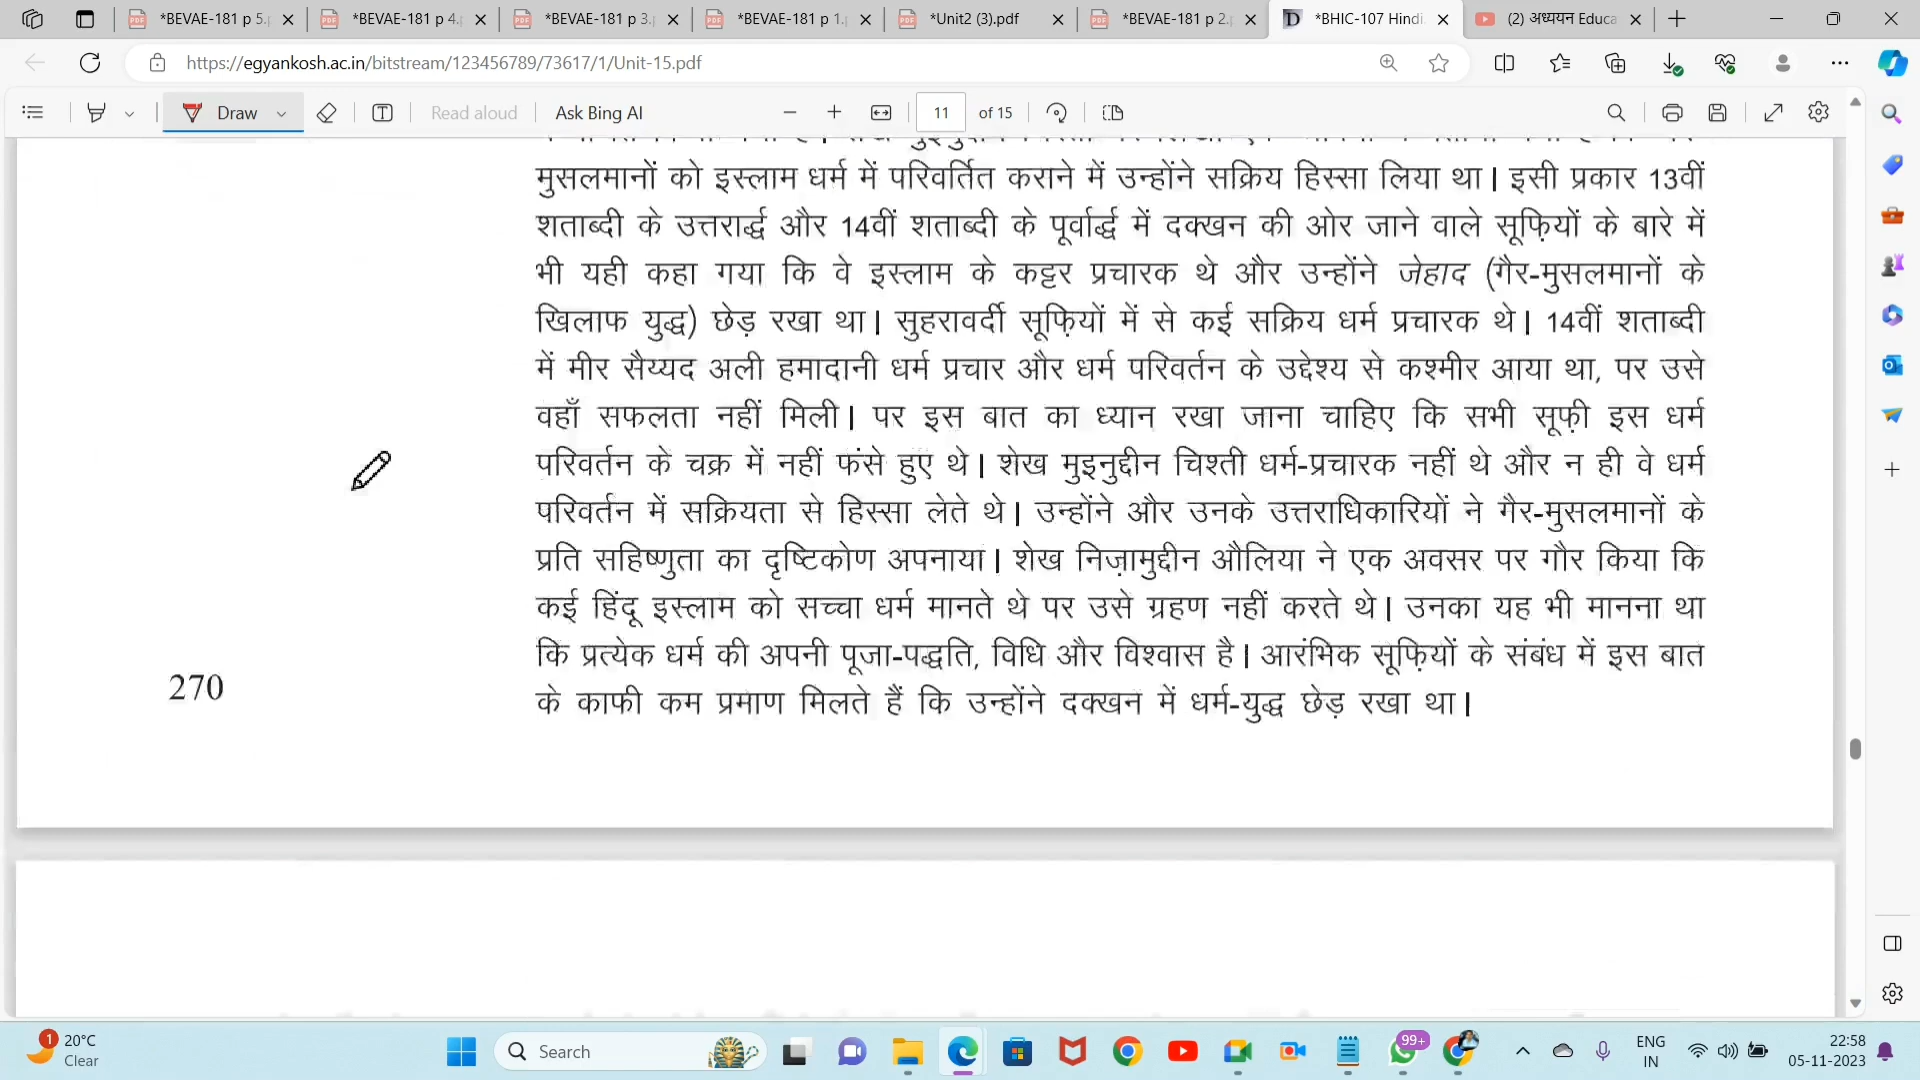 *BEVAE-181 p 5.
*BEVAE-181 p 4.
*BEVAE-181 p 3.
*BEVAE-181 p 1.
*Unit2 (3).pdf
*BEVAE-181 p 2.
*BHIC-107 Hindi
(2) अध्ययन Educa
https://egyankosh.ac.in/bitstream/123456789/73617/1/Unit-15.pdf
Draw
Read aloud
Ask Bing AI
11 of 15
मुसलमानों को इस्लाम धर्म में परिवर्तित कराने में उन्होंने सक्रिय हिस्सा लिया था। इसी प्रकार 13वीं
शताब्दी के उत्तरार्द्ध और 14वीं शताब्दी के पूर्वार्द्ध में दक्खन की ओर जाने वाले सूफ़ियों के बारे में
भी यही कहा गया कि वे इस्लाम के कट्टर प्रचारक थे और उन्होंने जेहाद (गैर-मुसलमानों के
खिलाफ युद्ध) छेड़ रखा था। सुहरावर्दी सूफ़ियों में से कई सक्रिय धर्म प्रचारक थे। 14वीं शताब्दी
में मीर सैय्यद अली हमादानी धर्म प्रचार और धर्म परिवर्तन के उद्देश्य से कश्मीर आया था, पर उसे
वहाँ सफलता नहीं मिली। पर इस बात का ध्यान रखा जाना चाहिए कि सभी सूफ़ी इस धर्म
परिवर्तन के चक्र में नहीं फंसे हुए थे। शेख मुइनुद्दीन चिश्ती धर्म-प्रचारक नहीं थे और न ही वे धर्म
परिवर्तन में सक्रियता से हिस्सा लेते थे। उन्होंने और उनके उत्तराधिकारियों ने गैर-मुसलमानों के
प्रति सहिष्णुता का दृष्टिकोण अपनाया। शेख निज़ामुद्दीन औलिया ने एक अवसर पर गौर किया कि
कई हिंदू इस्लाम को सच्चा धर्म मानते थे पर उसे ग्रहण नहीं करते थे। उनका यह भी मानना था
कि प्रत्येक धर्म की अपनी पूजा-पद्धति, विधि और विश्वास है। आरंभिक सूफ़ियों के संबंध में इस बात
के काफी कम प्रमाण मिलते हैं कि उन्होंने दक्खन में धर्म-युद्ध छेड़ रखा था।
270
1
20°C
Clear
Search
99+
ENG
IN
22:58
05-11-2023